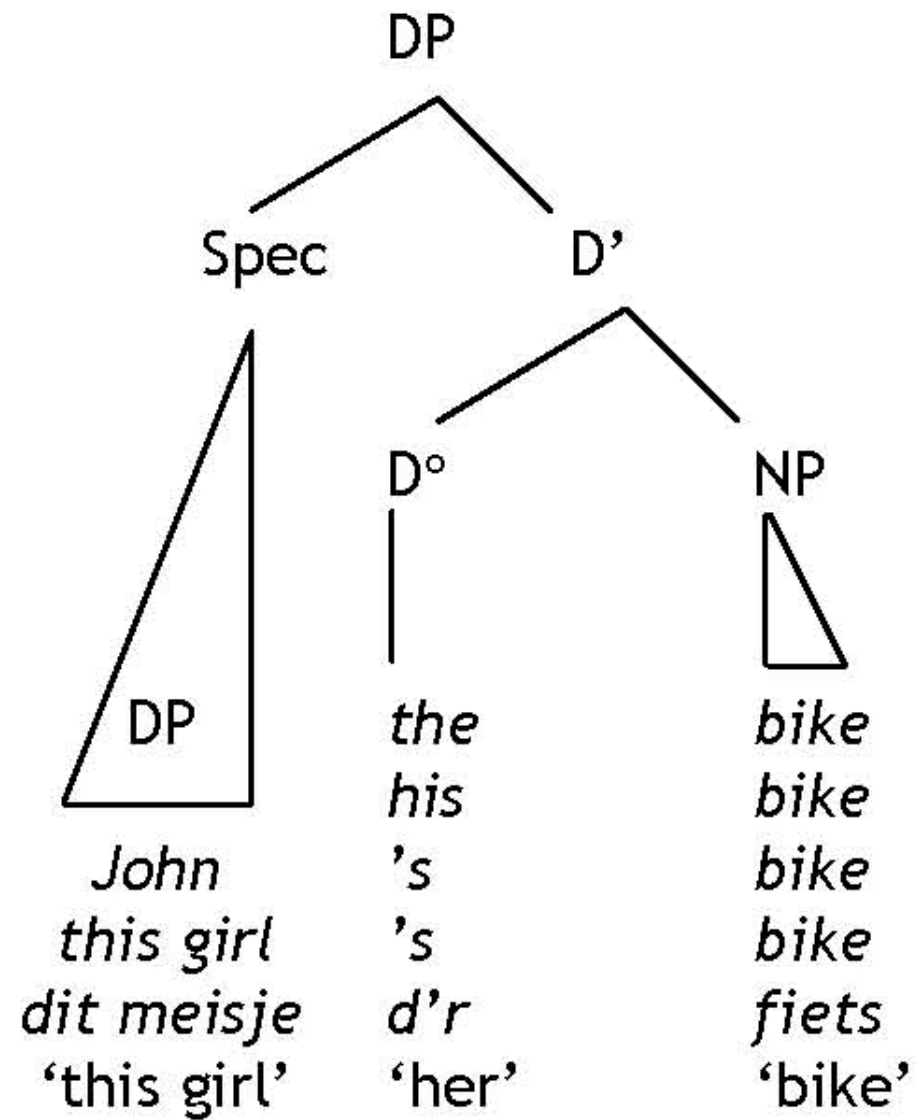 DP
Spec D’
D° NP
DP the bike
his bike
John ’s bike
this girl ’s bike
dit meisje d’r fiets
‘this girl’ ‘her’ ‘bike’